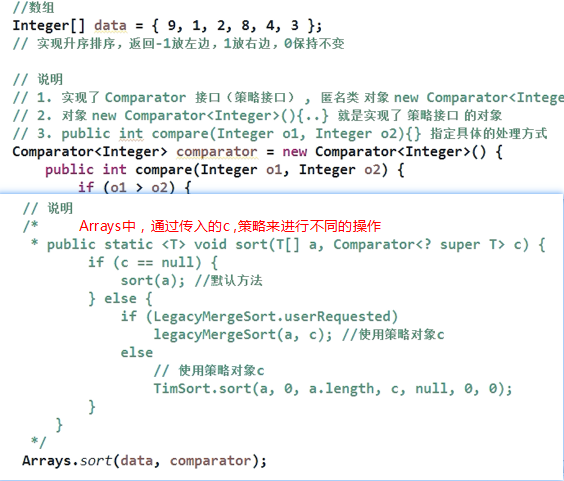 //数组
Integer[] data = { 9, 1, 2, 8, 4, 3 };
// 实现升序排序，返回-1放左边，1放右边，0保持不变
// 说明
// 1. 实现了 Comparator 接口（策略接口） , 匿名类 对象 new Comparator<Intege
// 2. 对象 new Comparator<Integer>(){..} 就是实现了 策略接口 的对象
// 3. public int compare(Integer o1, Integer o2){} 指定具体的处理方式
Comparator<Integer> comparator = new Comparator<Integer>() {
public int compare(Integer o1, Integer o2) {
if (o1 > o2) {
// 说明
/* Arrays中，通过传入的c ,策略来进行不同的操作
* public static <T> void sort(T[] a, Comparator<? super T> c) {
if (c == null) {
sort(a); //默认方法
} else {
if (LegacyMergeSort.userRequested)
legacyMergeSort(a, c); //使用策略对象c
else
// 使用策略对象c
TimSort.sort(a, 0, a.length, c, null, 0, 0);
}
}
*/
Arrays.sort(data, comparator);